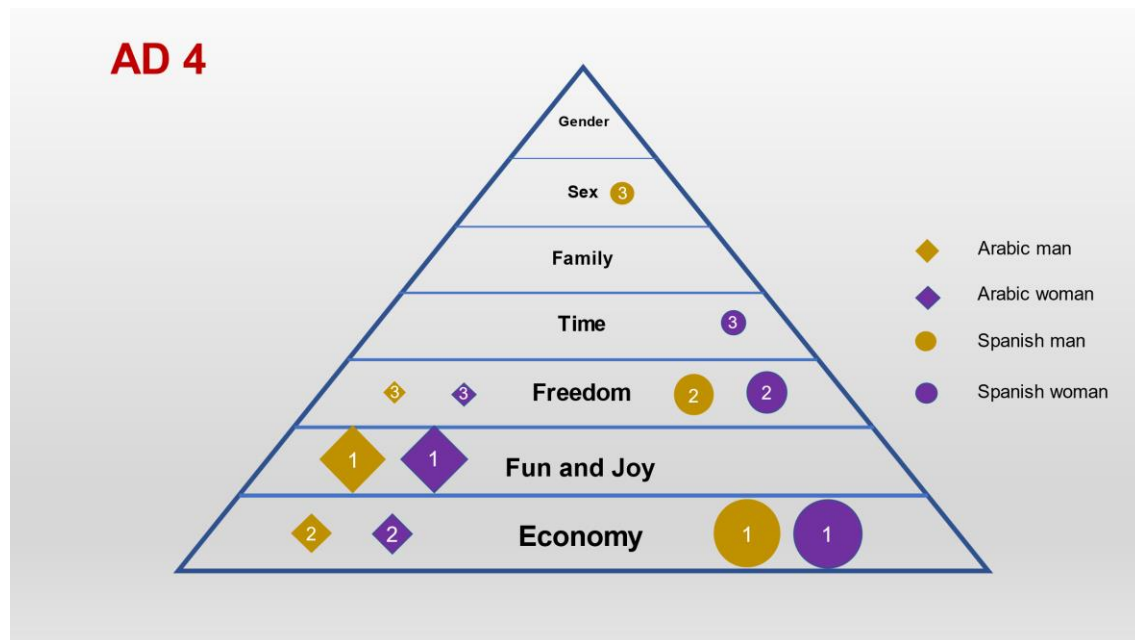 AD 4
Gender
Sex 3
Family
Time 3
3 3 Freedom 2 2
1 1 Fun and Joy
2 2 Economy 1 1
Arabic man
Arabic woman
Spanish man
Spanish woman